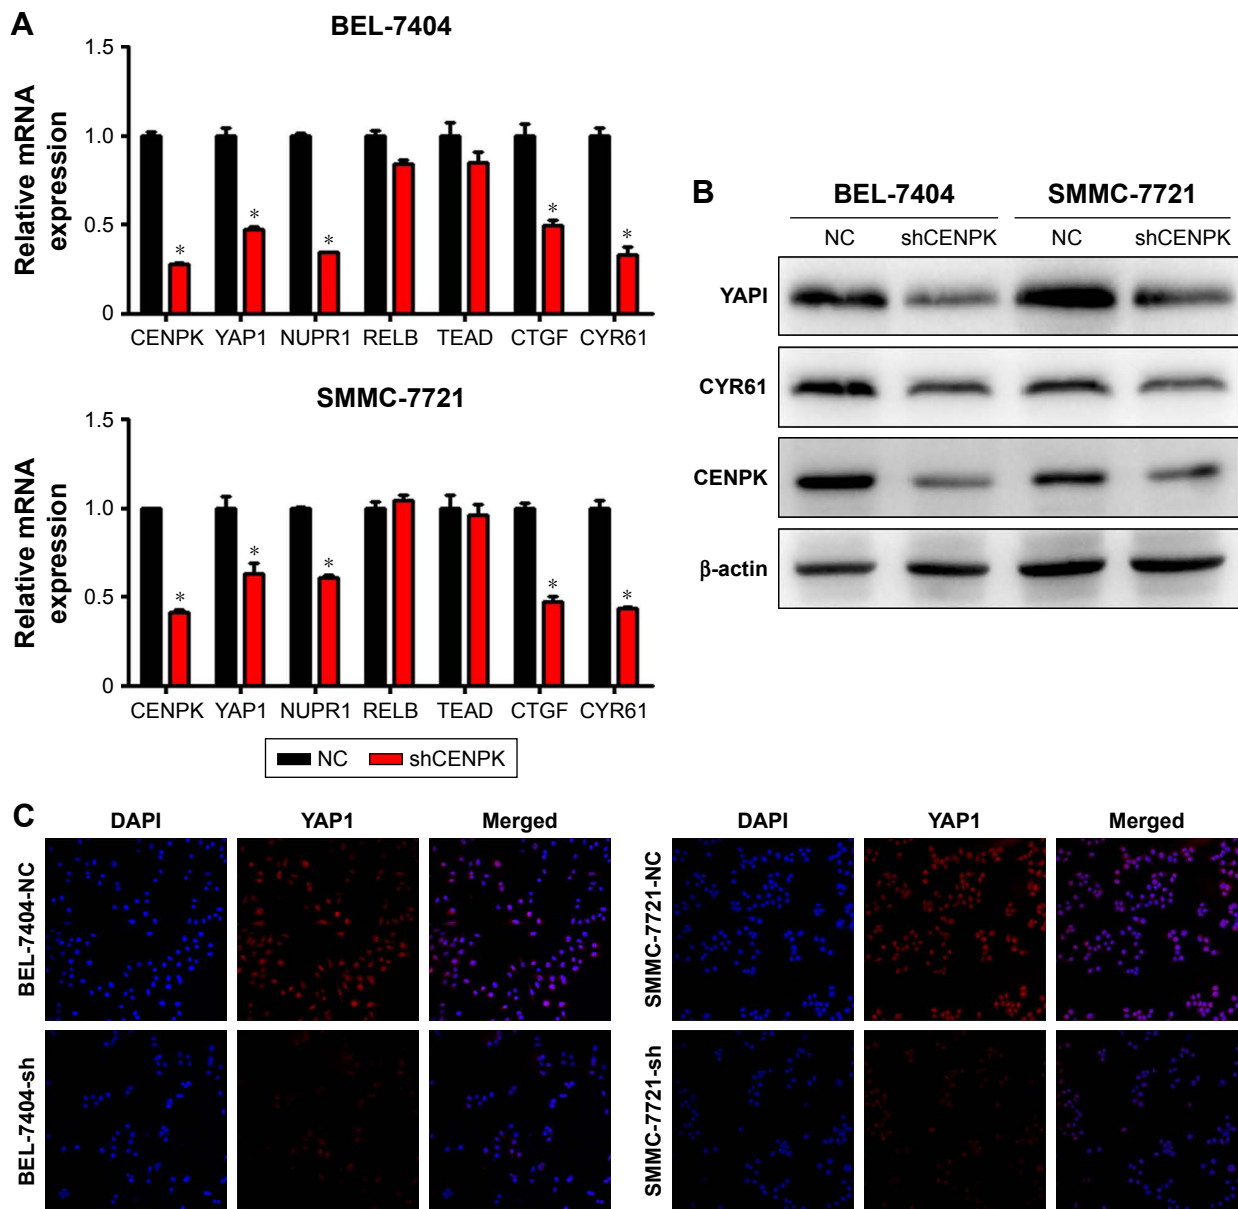 A
BEL-7404
Relative mRNA
expression
1.5
1.0
0.5
0
* * * * *
CENPK YAP1 NUPR1 RELB TEAD CTGF CYR61
SMMC-7721
Relative mRNA
expression
1.5
1.0
0.5
0
* * * * *
CENPK YAP1 NUPR1 RELB TEAD CTGF CYR61
NC shCENPK
B
BEL-7404 SMMC-7721
NC shCENPK NC shCENPK
YAPI
CYR61
CENPK
β-actin
C
DAPI YAP1 Merged
BEL-7404-NC
BEL-7404-sh
DAPI YAP1 Merged
SMMC-7721-NC
SMMC-7721-sh